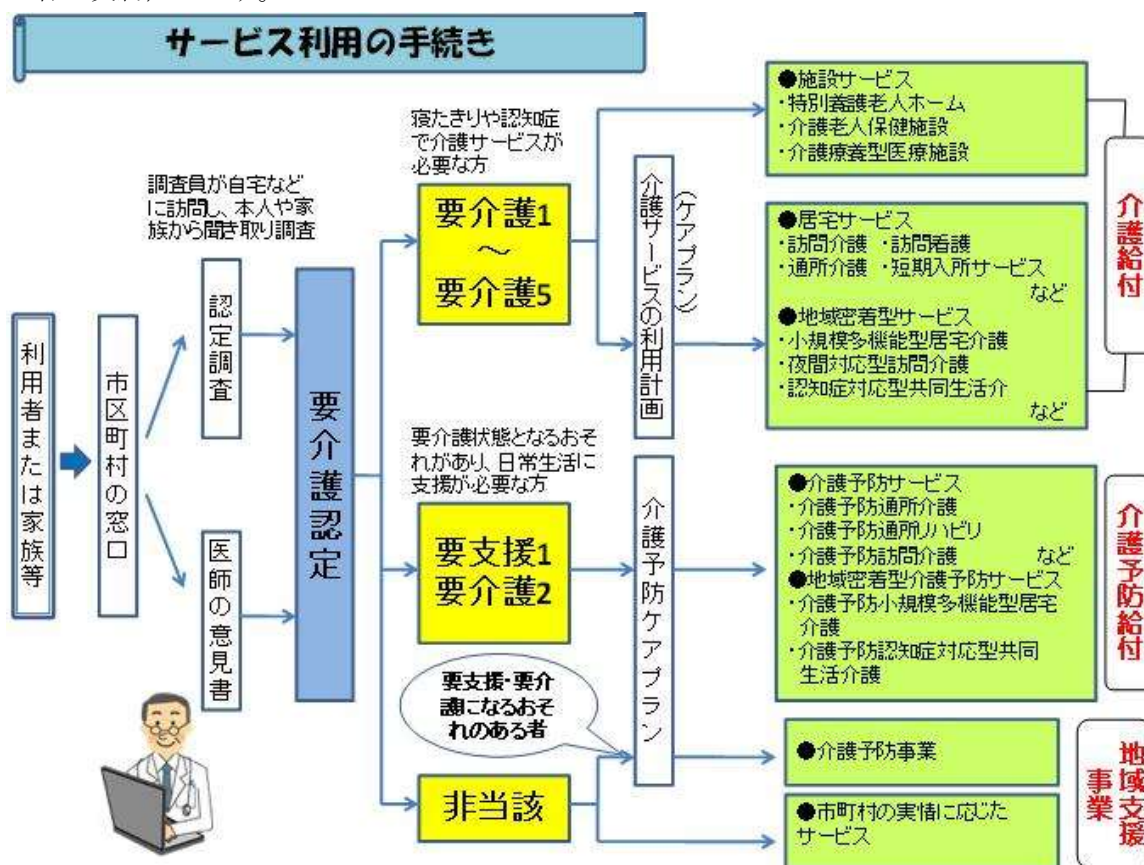 サービス利用の手続き
利用者または家族等
市区町村の窓口
調査員が自宅など
に訪問し、本人や家
族から聞き取り調査
認定調査
医師の意見書
要介護認定
寝たきりや認知症
で介護サービスが
必要な方
要介護1
～
要介護5
要介護状態となるおそ
れがあり、日常生活に
支援が必要な方
要支援1
要介護2
要支援・要介
護になるおそ
れのある者
非当該
介護サービスの利用計画
(ケアプラン)
介護予防ケアプラン
●施設サービス
・特別養護老人ホーム
・介護老人保健施設
・介護療養型医療施設
●居宅サービス
・訪問介護 ・訪問看護
・通所介護 ・短期入所サービス
など
●地域密着型サービス
・小規模多機能型居宅介護
・夜間対応型訪問介護
・認知症対応型共同生活介
など
介護給付
●介護予防サービス
・介護予防通所介護
・介護予防通所リハビリ
・介護予防訪問介護 など
●地域密着型介護予防サービス
・介護予防小規模多機能型居宅
介護
・介護予防認知症対応型共同
生活介護
介護予防給付
●介護予防事業
●市町村の実情に応じた
サービス
地域支援
事業